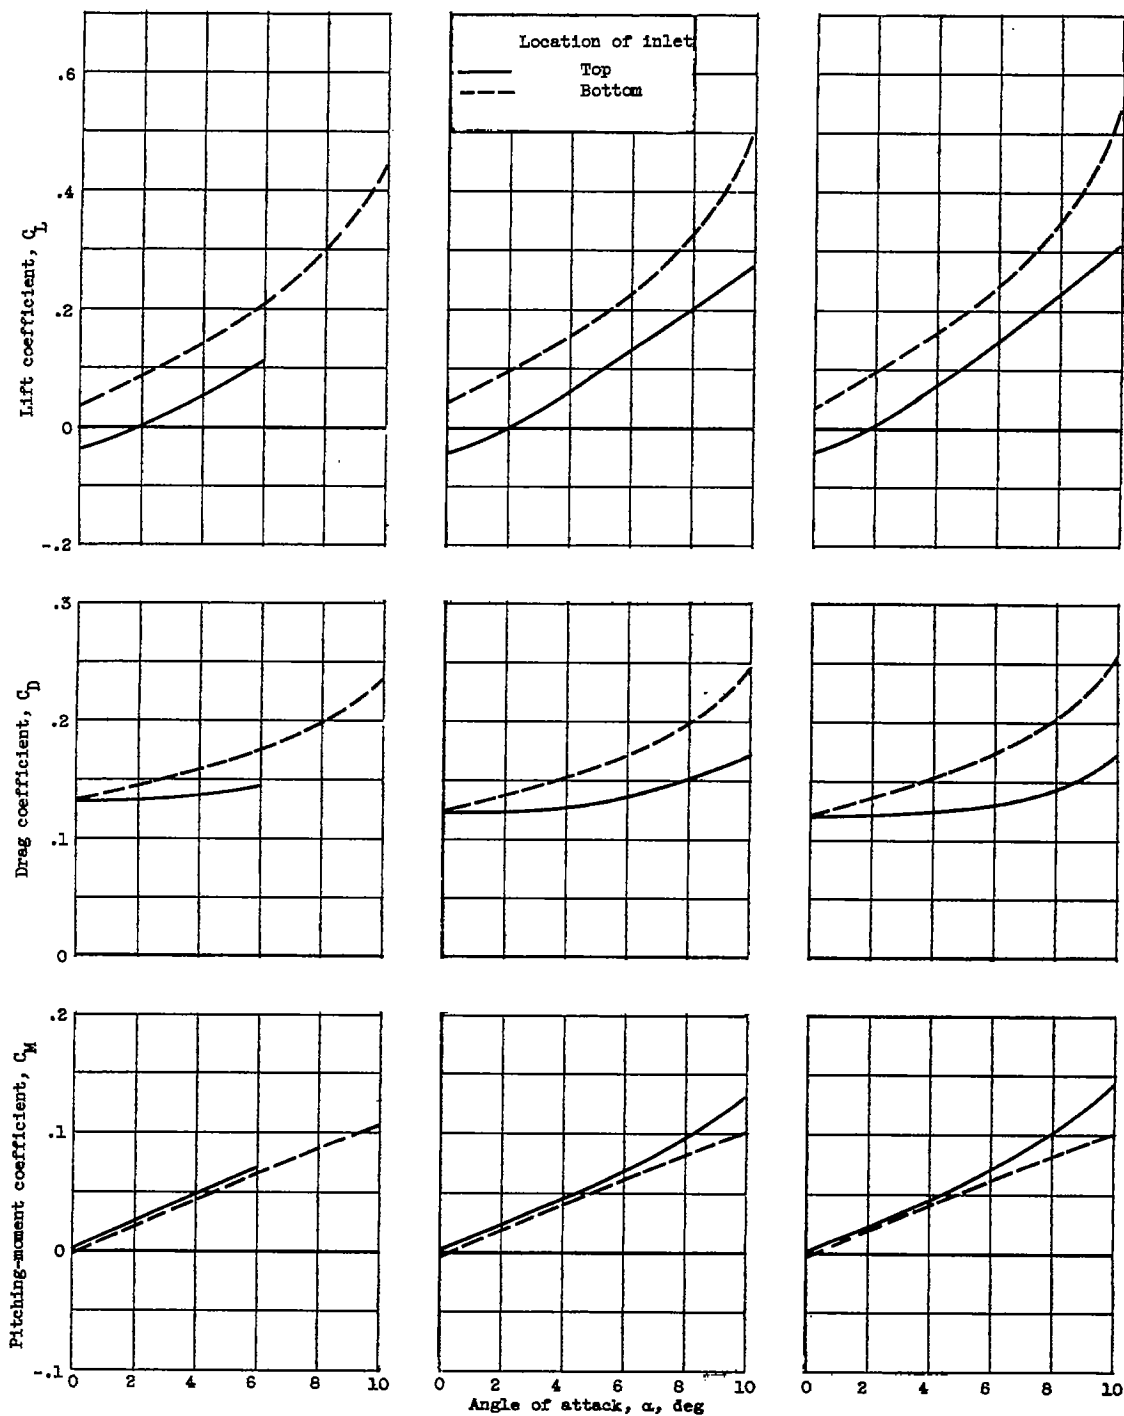 Location of inlet
Top
Bottom
Lift coefficient, C_L
.6
.4
.2
0
-.2
Drag coefficient, C_D
.3
.2
.1
0
Pitching-moment coefficient, C_M
.2
.1
0
-.1
0 2 4 6 8 10
0 2 4 6 8 10
0 2 4 6 8 10
Angle of attack, α, deg